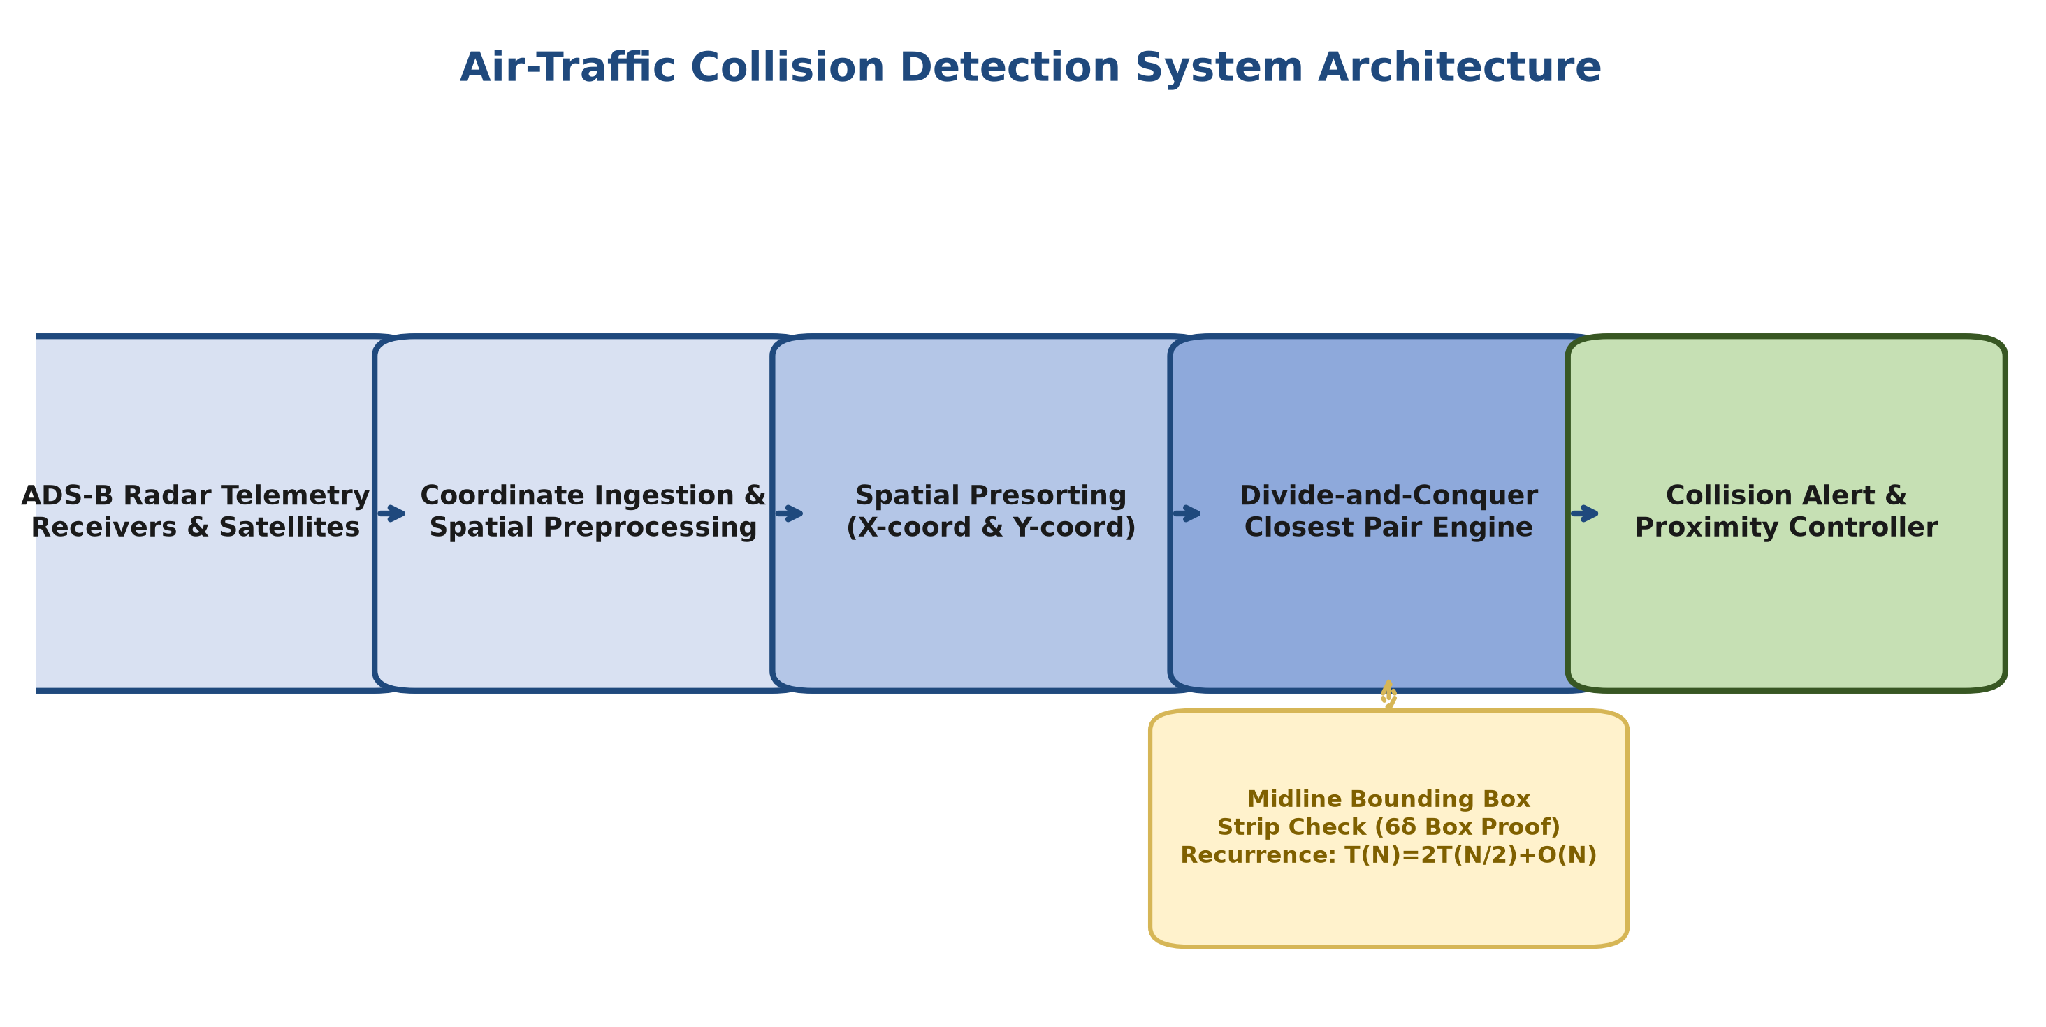 Air-Traffic Collision Detection System Architecture
ADS-B Radar Telemetry
Receivers & Satellites
Coordinate Ingestion &
Spatial Preprocessing
Spatial Presorting
(X-coord & Y-coord)
Divide-and-Conquer
Closest Pair Engine
Collision Alert &
Proximity Controller
Midline Bounding Box
Strip Check (6δ Box Proof)
Recurrence: T(N)=2T(N/2)+O(N)